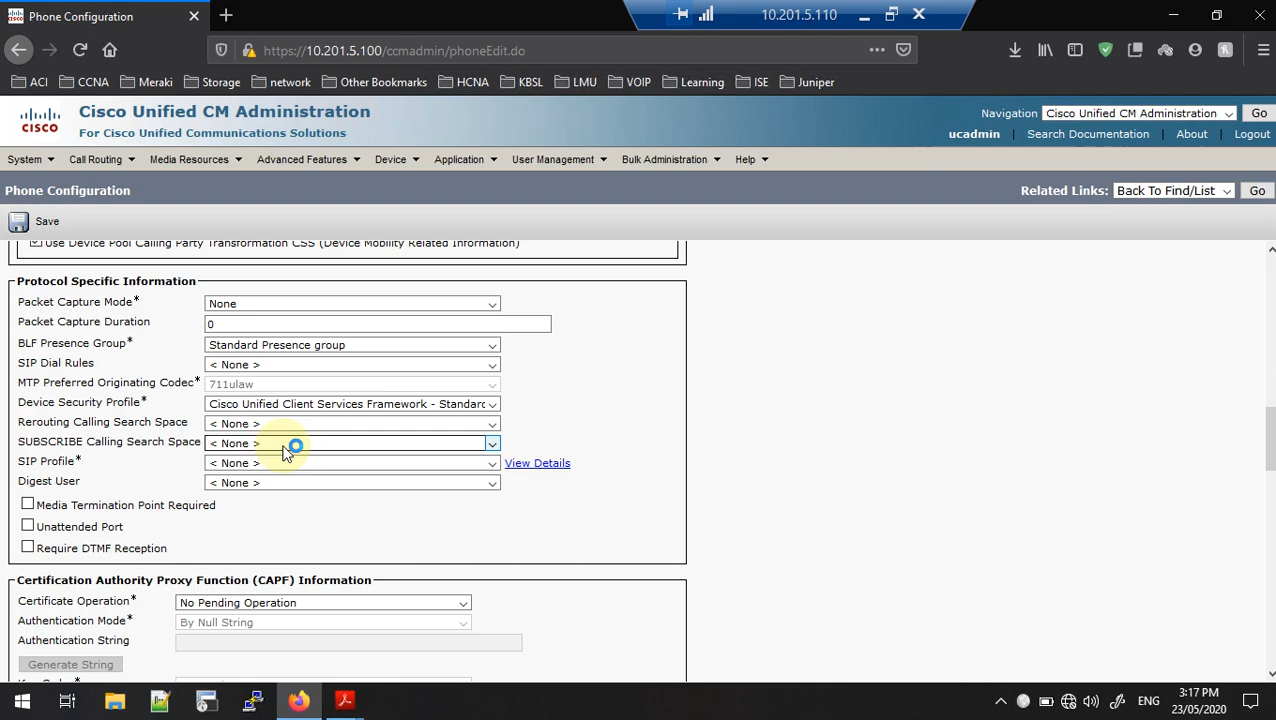 Phone Configuration
10.201.5.110
https://10.201.5.100/ccmadmin/phoneEdit.do
ACI CCNA Meraki Storage network Other Bookmarks HCNA KBSL LMU VOIP Learning ISE Juniper
Cisco Unified CM Administration
For Cisco Unified Communications Solutions
CISCO
Navigation Cisco Unified CM Administration Go
ucadmin | Search Documentation | About | Logout
System Call Routing Media Resources Advanced Features Device Application User Management Bulk Administration Help
Phone Configuration
Related Links: Back To Find/List Go
Save
Use Device Pool Calling Party Transformation CSS (Device Mobility Related Information)
Protocol Specific Information
Packet Capture Mode* None
Packet Capture Duration 0
BLF Presence Group* Standard Presence group
SIP Dial Rules < None >
MTP Preferred Originating Codec* 711ulaw
Device Security Profile* Cisco Unified Client Services Framework - Standarc
Rerouting Calling Search Space < None >
SUBSCRIBE Calling Search Space < None >
SIP Profile* < None > View Details
Digest User < None >
Media Termination Point Required
Unattended Port
Require DTMF Reception
Certification Authority Proxy Function (CAPF) Information
Certificate Operation* No Pending Operation
Authentication Mode* By Null String
Authentication String
Generate String
ENG
3:17 PM
23/05/2020